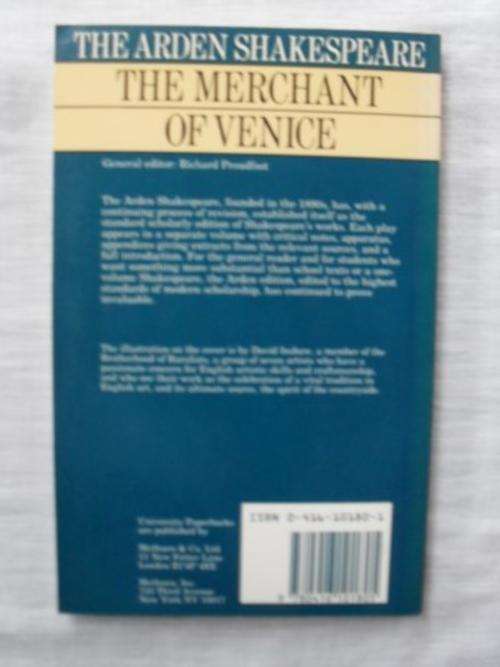 THE ARDEN SHAKESPEARE
THE MERCHANT
OF VENICE
General editor: Richard Proudfoot
The Arden Shakespeare, founded in the 1890s, has, with a
continuing process of revision, established itself as the
standard scholarly edition of Shakespeare's works. Each play
appears in a separate volume with critical notes, apparatus,
appendices giving extracts from the relevant sources, and a
full introduction. For the general reader and for students who
want something more substantial than school texts or a one-
volume Shakespeare, the Arden edition, edited to the highest
standards of modern scholarship, has continued to prove
invaluable.
The illustration on the cover is by David Inshaw, a member of the
Brotherhood of Ruralists, a group of seven artists who have a
passionate concern for English artistic skills and craftsmanship,
and who see their work as the celebration of a vital tradition in
English art, and its ultimate source, the spirit of the countryside.
University Paperbacks
are published by
Methuen & Co. Ltd
11 New Fetter Lane
London EC4P 4EE
Methuen, Inc
733 Third Avenue
New York, NY 10017
ISBN 0-416-10180-1
9 780416 101805